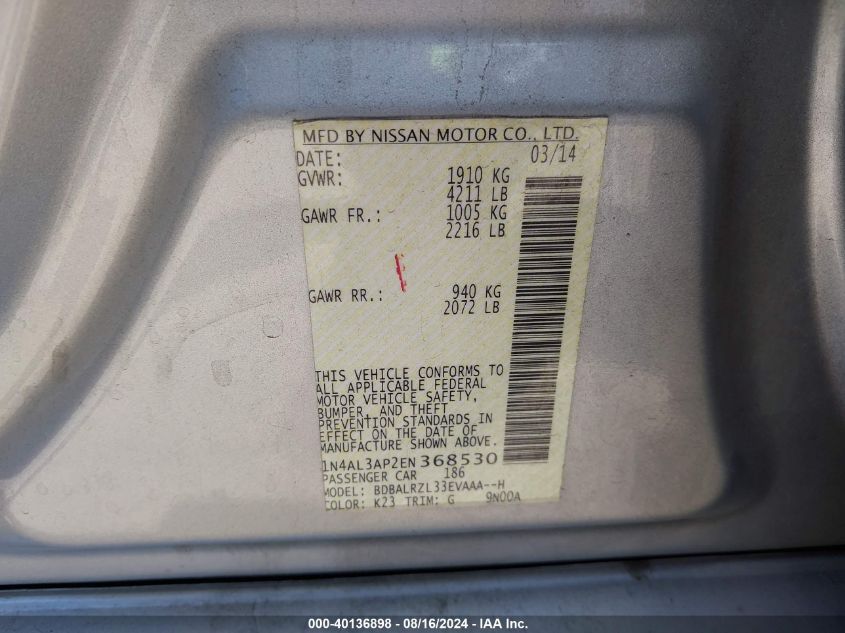 MFD BY NISSAN MOTOR CO., LTD.
DATE: 03/14
GVWR: 1910 KG
4211 LB
GAWR FR.: 1005 KG
2216 LB
GAWR RR.: 940 KG
2072 LB
THIS VEHICLE CONFORMS TO
ALL APPLICABLE FEDERAL
MOTOR VEHICLE SAFETY,
BUMPER, AND THEFT
PREVENTION STANDARDS IN
EFFECT ON THE DATE OF
MANUFACTURE SHOWN ABOVE.
1N4AL3AP2EN368530
PASSENGER CAR 186
MODEL: BDBALRZL33EVAAA--H
COLOR: K23 TRIM: G 9N00A
000-40136898 - 08/16/2024 - IAA Inc.